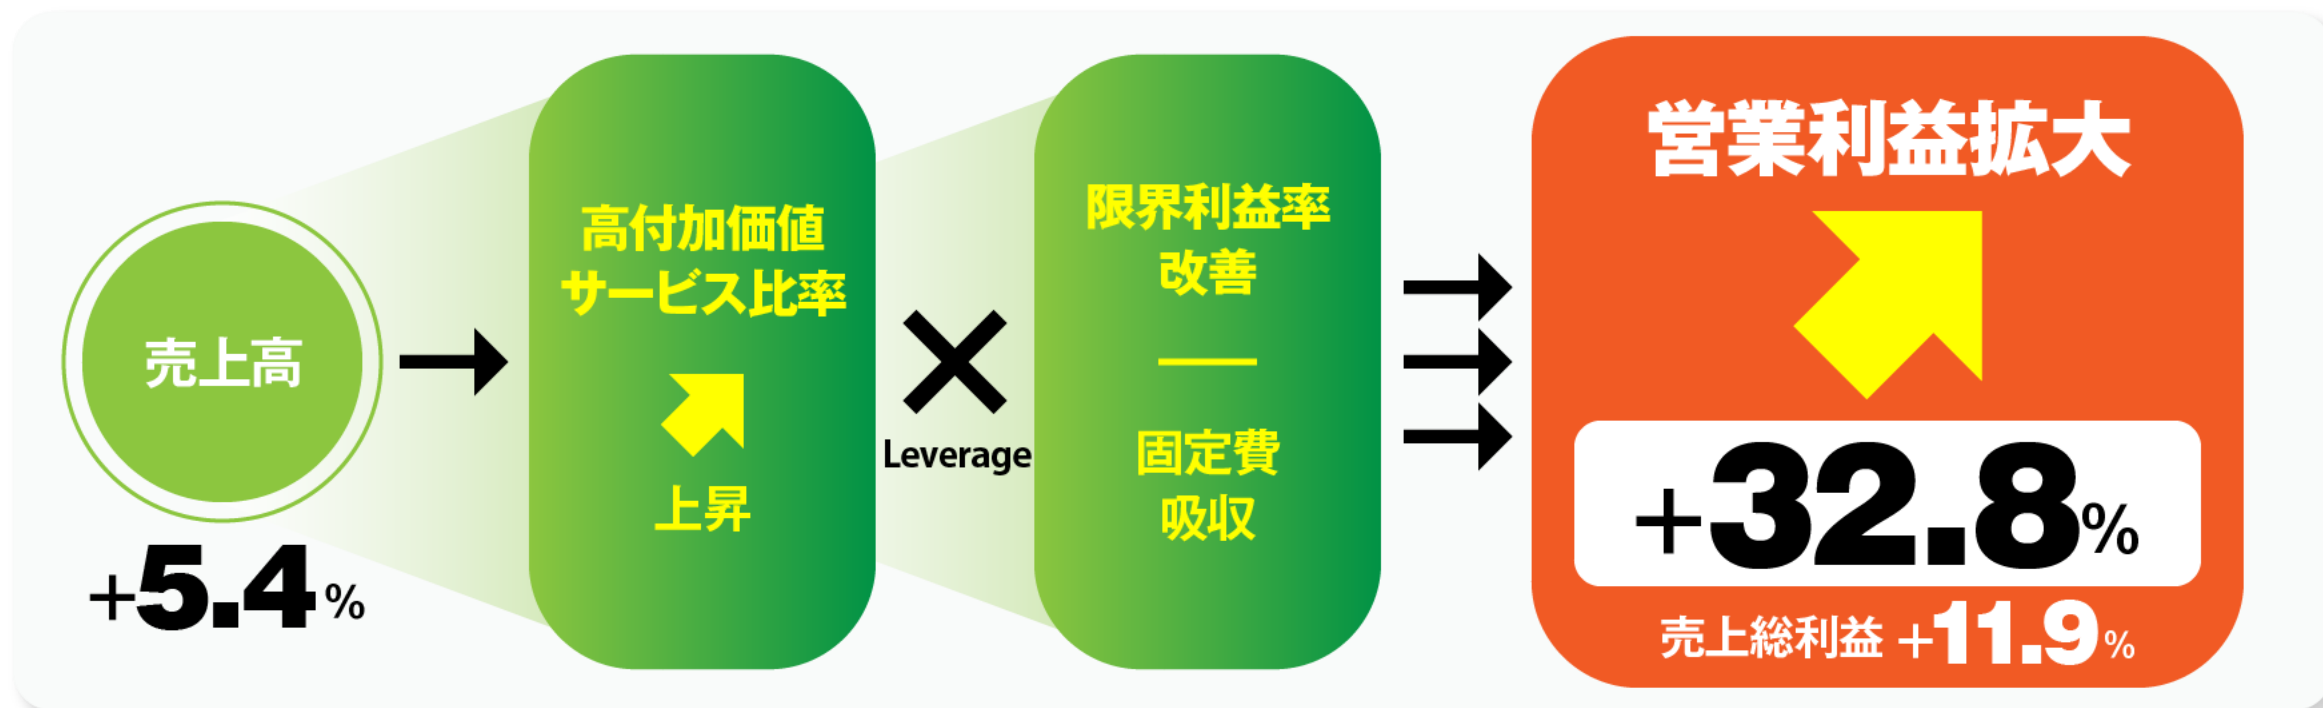 売上高
+5.4%
高付加価値
サービス比率
上昇
Leverage
限界利益率
改善
固定費
吸収
営業利益拡大
+32.8%
売上総利益 +11.9%